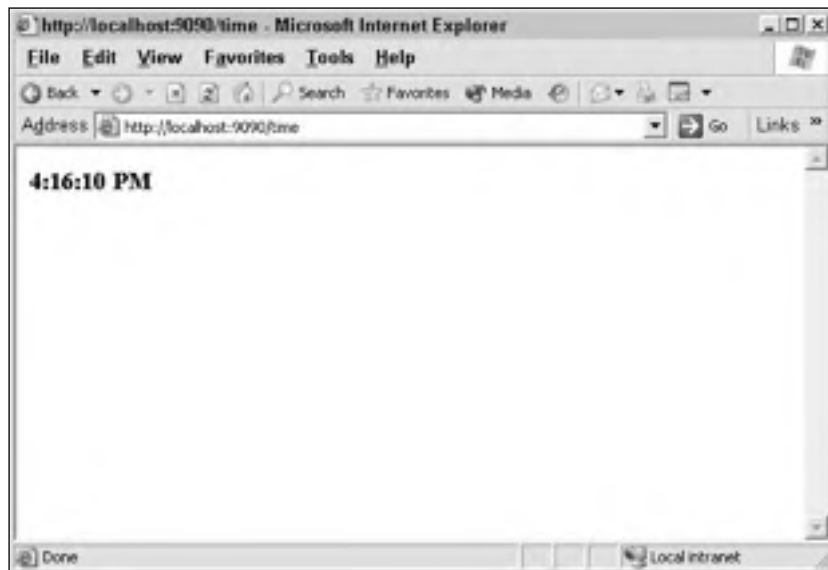 http://localhost:9090/time - Microsoft Internet Explorer
File Edit View Favorites Tools Help
Back Search Favorites Media
Address http://localhost:9090/time Go Links »
4:16:10 PM
Done Local intranet